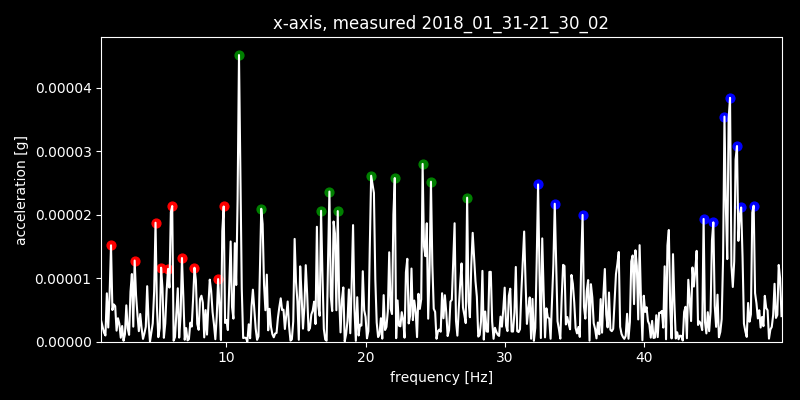 x-axis, measured 2018_01_31-21_30_02
acceleration [g]
0.00004
0.00003
0.00002
0.00001
0.00000
10 20 30 40
frequency [Hz]